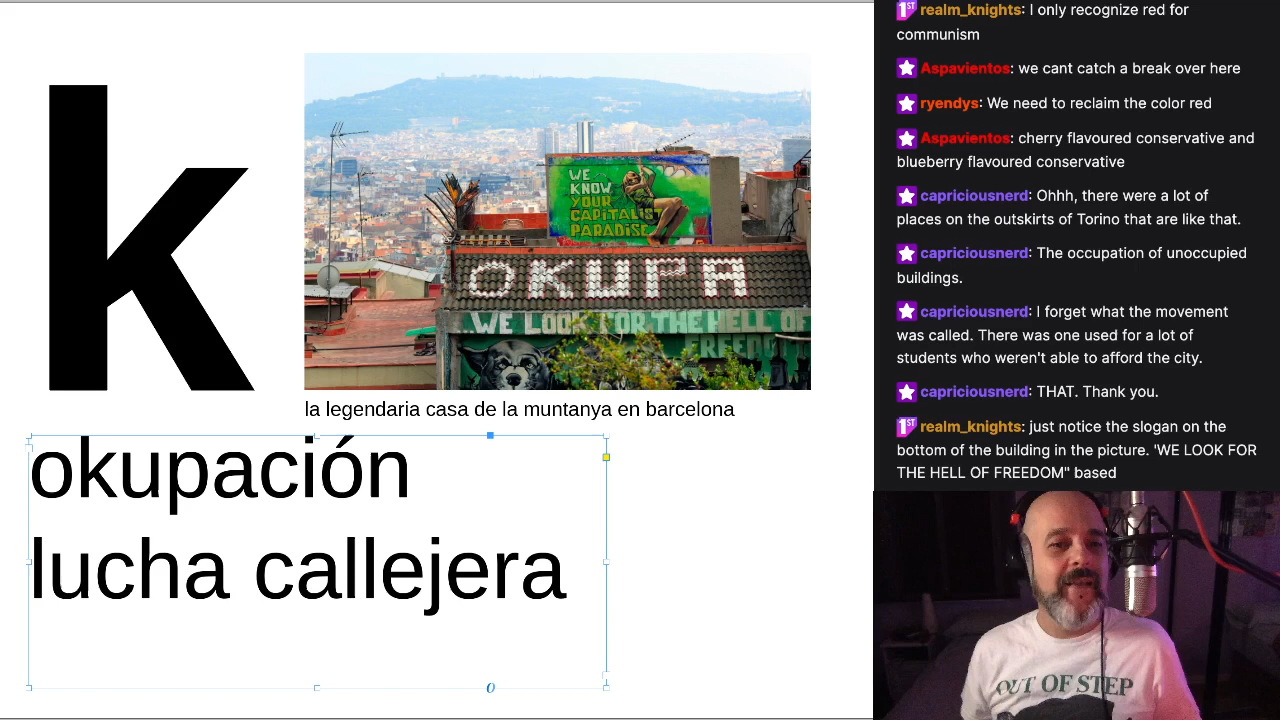 k
WE
KNOW
YOUR
CAPITALIST
PARADISE
OKUPA
...WE LOOK FOR THE HELL OF
FREEDOM
la legendaria casa de la muntanya en barcelona
okupación
lucha callejera
1ST realm_knights: I only recognize red for
communism
Aspavientos: we cant catch a break over here
ryendys: We need to reclaim the color red
Aspavientos: cherry flavoured conservative and
blueberry flavoured conservative
capriciousnerd: Ohhh, there were a lot of
places on the outskirts of Torino that are like that.
capriciousnerd: The occupation of unoccupied
buildings.
capriciousnerd: I forget what the movement
was called. There was one used for a lot of
students who weren't able to afford the city.
capriciousnerd: THAT. Thank you.
1ST realm_knights: just notice the slogan on the
bottom of the building in the picture. 'WE LOOK FOR
THE HELL OF FREEDOM" based
OUT OF STEP